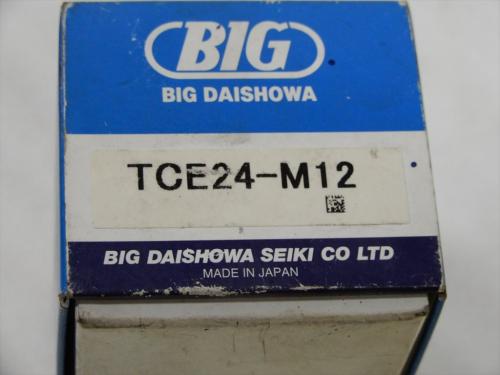 BIG
BIG DAISHOWA
TCE24-M12
BIG DAISHOWA SEIKI CO LTD
MADE IN JAPAN